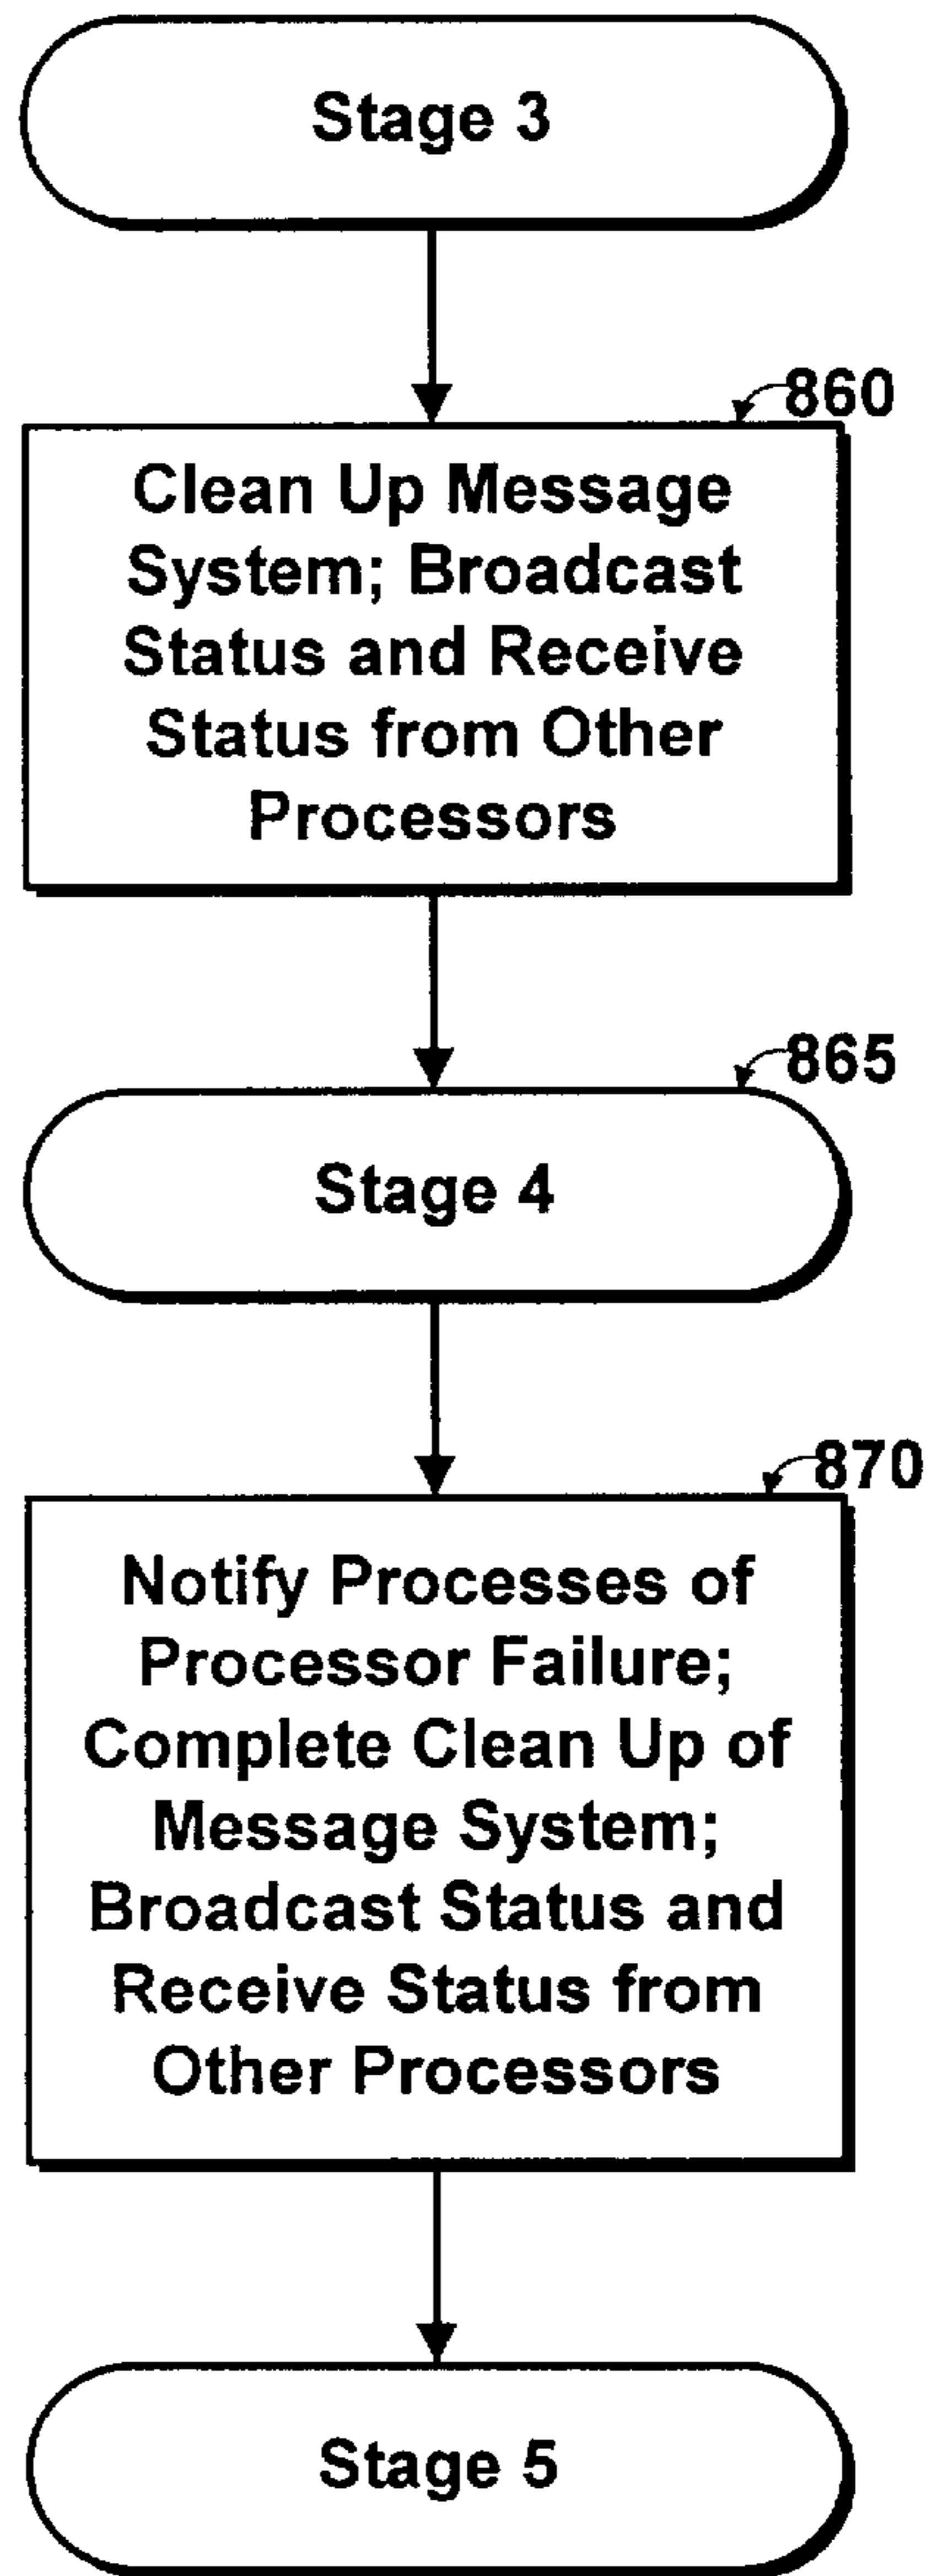 Stage 3
860
Clean Up Message
System; Broadcast
Status and Receive
Status from Other
Processors
865
Stage 4
870
Notify Processes of
Processor Failure;
Complete Clean Up of
Message System;
Broadcast Status and
Receive Status from
Other Processors
Stage 5